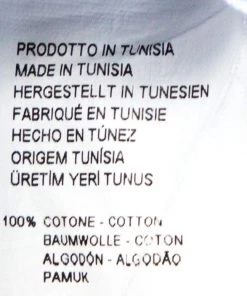 PRODOTTO IN TUNISIA
MADE IN TUNISIA
HERGESTELLT IN TUNESIEN
FABRIQUÉ EN TUNISIE
HECHO EN TÚNEZ
ORIGEM TUNÍSIA
ÜRETİM YERİ TUNUS
100% COTONE - COTTON
BAUMWOLLE - COTON
ALGODÓN - ALGODÃO
PAMUK